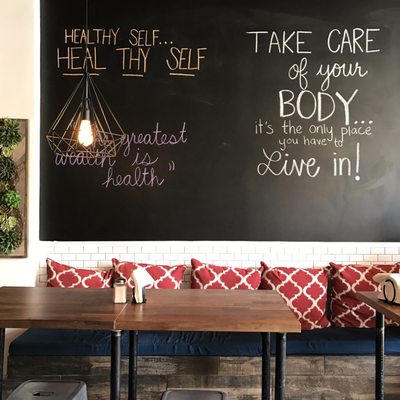 HEALTHY SELF...
HEAL THY SELF
greatest
wealth is
health"
TAKE CARE
of your
BODY...
it's the only place
you have to
Live in!